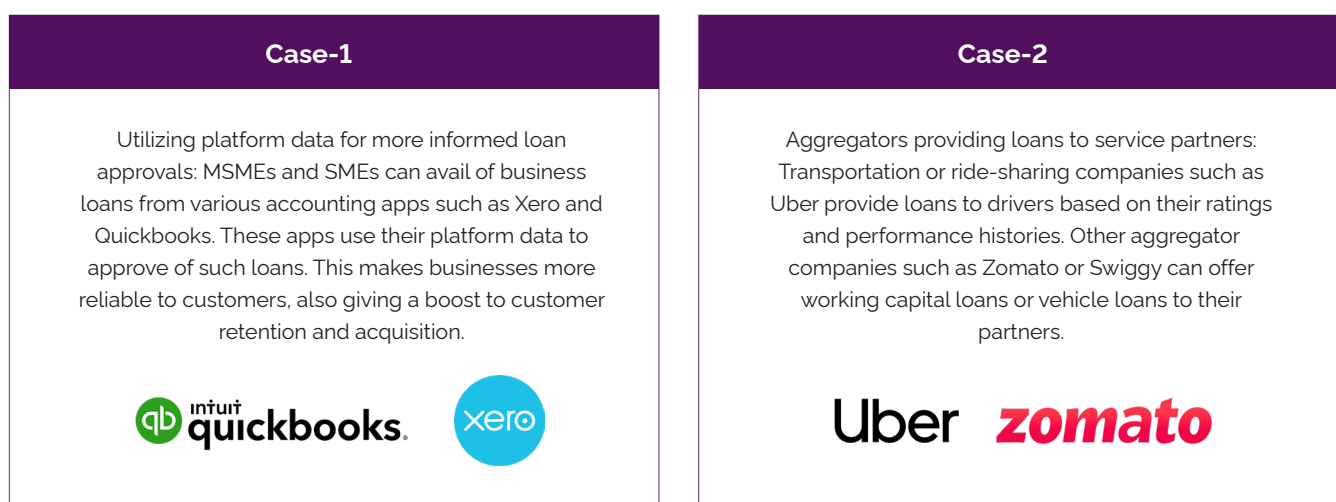 Case-1
Utilizing platform data for more informed loan
approvals: MSMEs and SMEs can avail of business
loans from various accounting apps such as Xero and
Quickbooks. These apps use their platform data to
approve of such loans. This makes businesses more
reliable to customers, also giving a boost to customer
retention and acquisition.
intuit
quickbooks.
xero
Case-2
Aggregators providing loans to service partners:
Transportation or ride-sharing companies such as
Uber provide loans to drivers based on their ratings
and performance histories. Other aggregator
companies such as Zomato or Swiggy can offer
working capital loans or vehicle loans to their
partners.
Uber
zomato